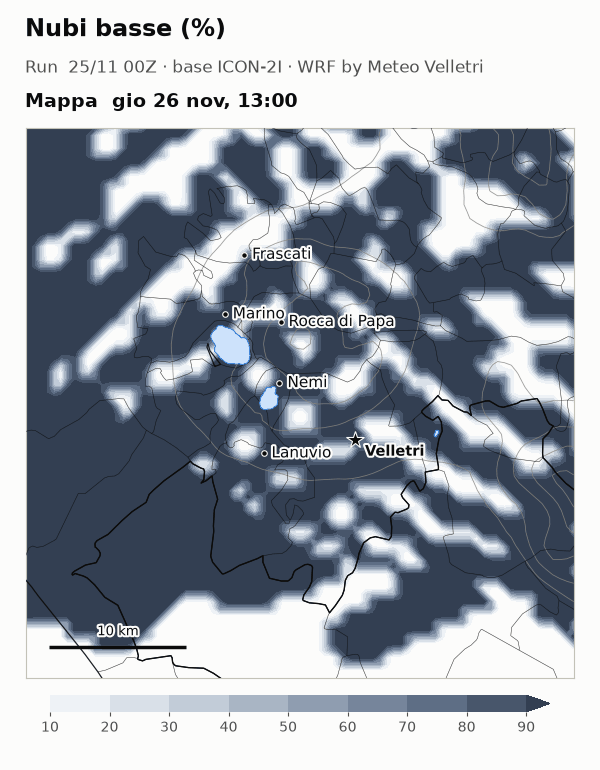 Nubi basse (%)
Run  25/11 00Z · base ICON-2I · WRF by Meteo Velletri
Mappa  gio 26 nov, 13:00
Frascati
Marino
Rocca di Papa
Nemi
Velletri
Lanuvio
10 km
10 20 30 40 50 60 70 80 90